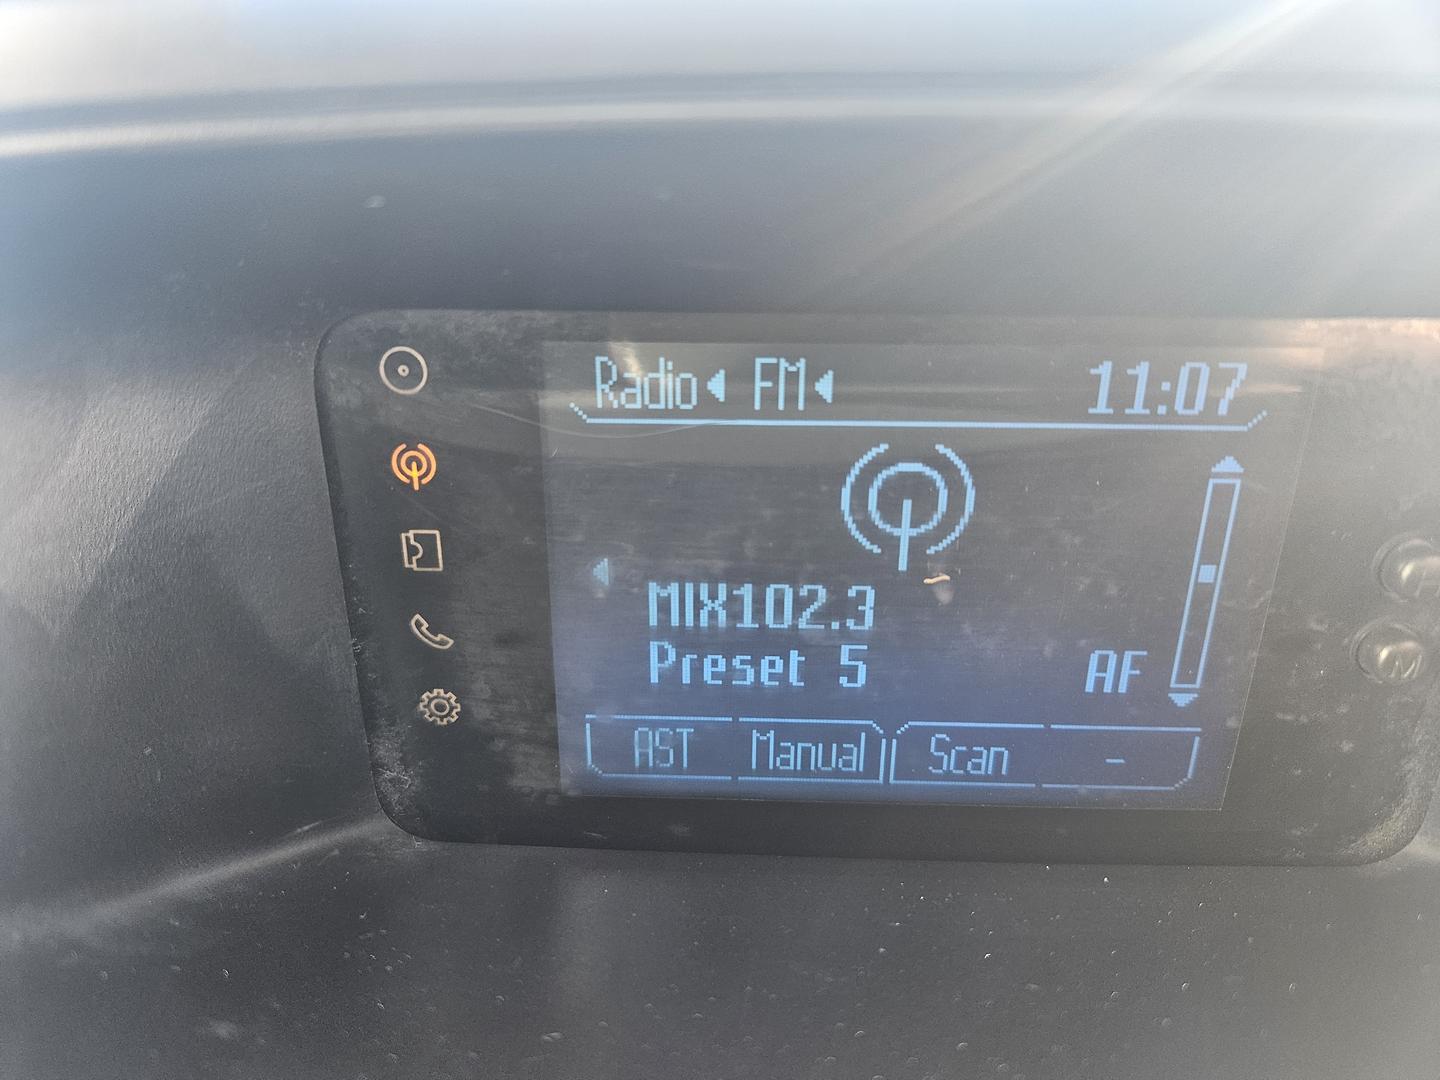 Radio FM 11:07
MIX102.3
Preset 5 AF
AST Manual Scan -
M